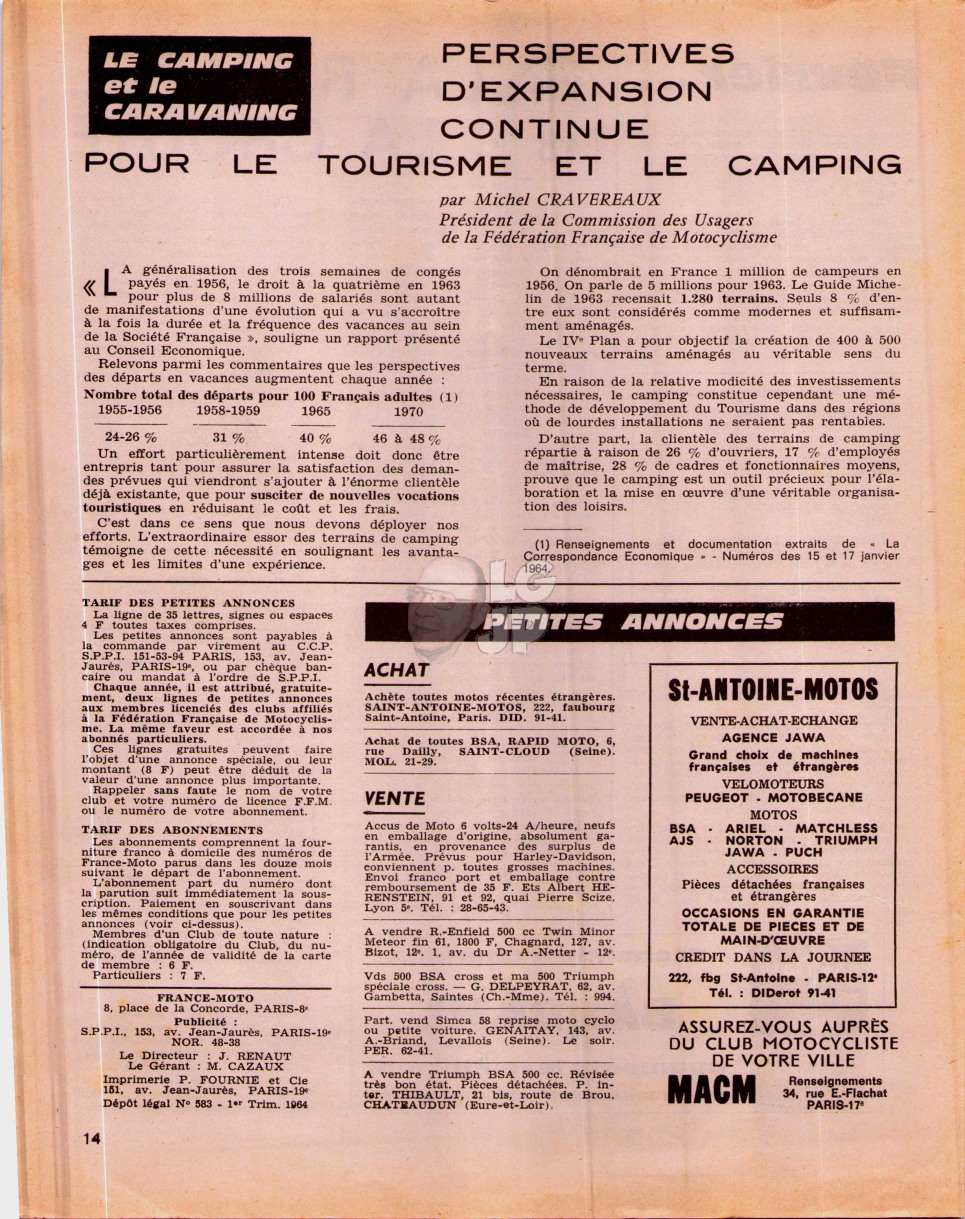 LE CAMPING
et le
CARAVANING
PERSPECTIVES
D'EXPANSION
CONTINUE
POUR LE TOURISME ET LE CAMPING
par Michel CRAVEREAUX
Président de la Commission des Usagers
de la Fédération Française de Motocyclisme
« LA généralisation des trois semaines de congés
payés en 1956, le droit à la quatrième en 1963
pour plus de 8 millions de salariés sont autant
de manifestations d'une évolution qui a vu s'accroître
à la fois la durée et la fréquence des vacances au sein
de la Société Française », souligne un rapport présenté
au Conseil Economique.
Relevons parmi les commentaires que les perspectives
des départs en vacances augmentent chaque année :
Nombre total des départs pour 100 Français adultes (1)
1955-1956 1958-1959 1965 1970
24-26 % 31 % 40 % 46 à 48 %
Un effort particulièrement intense doit donc être
entrepris tant pour assurer la satisfaction des deman-
des prévues qui viendront s'ajouter à l'énorme clientèle
déjà existante, que pour susciter de nouvelles vocations
touristiques en réduisant le coût et les frais.
C'est dans ce sens que nous devons déployer nos
efforts. L'extraordinaire essor des terrains de camping
témoigne de cette nécessité en soulignant les avanta-
ges et les limites d'une expérience.
On dénombrait en France 1 million de campeurs en
1956. On parle de 5 millions pour 1963. Le Guide Miche-
lin de 1963 recensait 1.280 terrains. Seuls 8 % d'en-
tre eux sont considérés comme modernes et suffisam-
ment aménagés.
Le IVe Plan a pour objectif la création de 400 à 500
nouveaux terrains aménagés au véritable sens du
terme.
En raison de la relative modicité des investissements
nécessaires, le camping constitue cependant une mé-
thode de développement du Tourisme dans des régions
où de lourdes installations ne seraient pas rentables.
D'autre part, la clientèle des terrains de camping
répartie à raison de 26 % d'ouvriers, 17 % d'employés
de maîtrise, 28 % de cadres et fonctionnaires moyens,
prouve que le camping est un outil précieux pour l'éla-
boration et la mise en œuvre d'une véritable organisa-
tion des loisirs.
(1) Renseignements et documentation extraits de « La
Correspondance Economique » - Numéros des 15 et 17 janvier
1964.
TARIF DES PETITES ANNONCES
La ligne de 35 lettres, signes ou espaces
4 F toutes taxes comprises.
Les petites annonces sont payables à
la commande par virement au C.C.P.
S.P.P.I. 151-53-94 PARIS, 153, av. Jean-
Jaurès, PARIS-19e, ou par chèque ban-
caire ou mandat à l'ordre de S.P.P.I.
Chaque année, il est attribué, gratuite-
ment, deux lignes de petites annonces
aux membres licenciés des clubs affiliés
à la Fédération Française de Motocyclis-
me. La même faveur est accordée à nos
abonnés particuliers.
Ces lignes gratuites peuvent faire
l'objet d'une annonce spéciale, ou leur
montant (8 F) peut être déduit de la
valeur d'une annonce plus importante.
Rappeler sans faute le nom de votre
club et votre numéro de licence F.F.M.
ou le numéro de votre abonnement.
TARIF DES ABONNEMENTS
Les abonnements comprennent la four-
niture franco à domicile des numéros de
France-Moto parus dans les douze mois
suivant le départ de l'abonnement.
L'abonnement part du numéro dont
la parution suit immédiatement la sous-
cription. Paiement en souscrivant dans
les mêmes conditions que pour les petites
annonces (voir ci-dessus).
Membres d'un Club de toute nature :
(indication obligatoire du Club, du nu-
méro, de l'année de validité de la carte
de membre : 6 F.
Particuliers : 7 F.
FRANCE-MOTO
8, place de la Concorde, PARIS-8e
Publicité :
S.P.P.I., 153, av. Jean-Jaurès, PARIS-19e
NOR. 48-38
Le Directeur : J. RENAUT
Le Gérant : M. CAZAUX
Imprimerie P. FOURNIE et Cie
151, av. Jean-Jaurès, PARIS-19e
Dépôt légal No 583 - 1er Trim. 1964
14
LG
JP
PETITES ANNONCES
ACHAT
Achète toutes motos récentes étrangères.
SAINT-ANTOINE-MOTOS, 222, faubourg
Saint-Antoine, Paris. DID. 91-41.
Achat de toutes BSA, RAPID MOTO, 6,
rue Dailly, SAINT-CLOUD (Seine).
MOL. 21-29.
VENTE
Accus de Moto 6 volts-24 A/heure, neufs
en emballage d'origine, absolument ga-
rantis, en provenance des surplus de
l'Armée. Prévus pour Harley-Davidson,
conviennent p. toutes grosses machines.
Envoi franco port et emballage contre
remboursement de 35 F. Ets Albert HE-
RENSTEIN, 91 et 92, quai Pierre Scize,
Lyon 5e. Tél. : 28-65-43.
A vendre R.-Enfield 500 cc Twin Minor
Meteor fin 61, 1800 F, Chagnard, 127, av.
Bizot, 12e. 1, av. du Dr A.-Netter - 12e.
Vds 500 BSA cross et ma 500 Triumph
spéciale cross. — G. DELPEYRAT, 62, av.
Gambetta, Saintes (Ch.-Mme). Tél. : 994.
Part. vend Simca 58 reprise moto cyclo
ou petite voiture. GENAITAY, 143, av.
A.-Briand, Levallois (Seine). Le soir.
PER. 62-41.
A vendre Triumph BSA 500 cc. Révisée
très bon état. Pièces détachées. P. in-
ter. THIBAULT, 21 bis, route de Brou,
CHATEAUDUN (Eure-et-Loir).
St-ANTOINE-MOTOS
VENTE-ACHAT-ECHANGE
AGENCE JAWA
Grand choix de machines
françaises et étrangères
VELOMOTEURS
PEUGEOT - MOTOBECANE
MOTOS
BSA - ARIEL - MATCHLESS
AJS - NORTON - TRIUMPH
JAWA - PUCH
ACCESSOIRES
Pièces détachées françaises
et étrangères
OCCASIONS EN GARANTIE
TOTALE DE PIECES ET DE
MAIN-D'ŒUVRE
CREDIT DANS LA JOURNEE
222, fbg St-Antoine - PARIS-12e
Tél. : DIDerot 91-41
ASSUREZ-VOUS AUPRÈS
DU CLUB MOTOCYCLISTE
DE VOTRE VILLE
MACM
Renseignements
34, rue E.-Flachat
PARIS-17e